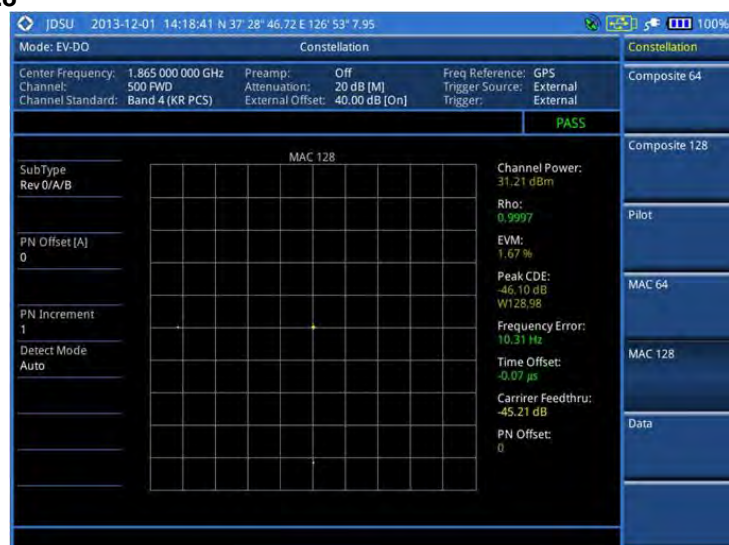 JDSU 2013-12-01 14:18:41 N 37° 28" 46.72 E 126° 53" 7.95 100%
Mode: EV-DO Constellation
Constellation
Center Frequency: 1.865 000 000 GHz Preamp: Off Freq Reference: GPS
Channel: 500 FWD Attenuation: 20 dB [M] Trigger Source: External
Channel Standard: Band 4 (KR PCS) External Offset: 40.00 dB [On] Trigger: External
PASS
MAC 128
SubType
Rev 0/A/B
PN Offset [A]
0
PN Increment
1
Detect Mode
Auto
Channel Power:
31.21 dBm
Rho:
0.9997
EVM:
1.67 %
Peak CDE:
-46.10 dB
W128,98
Frequency Error:
10.31 Hz
Time Offset:
-0.07 µs
Carrirer Feedthru:
-45.21 dB
PN Offset:
0
Composite 64
Composite 128
Pilot
MAC 64
MAC 128
Data